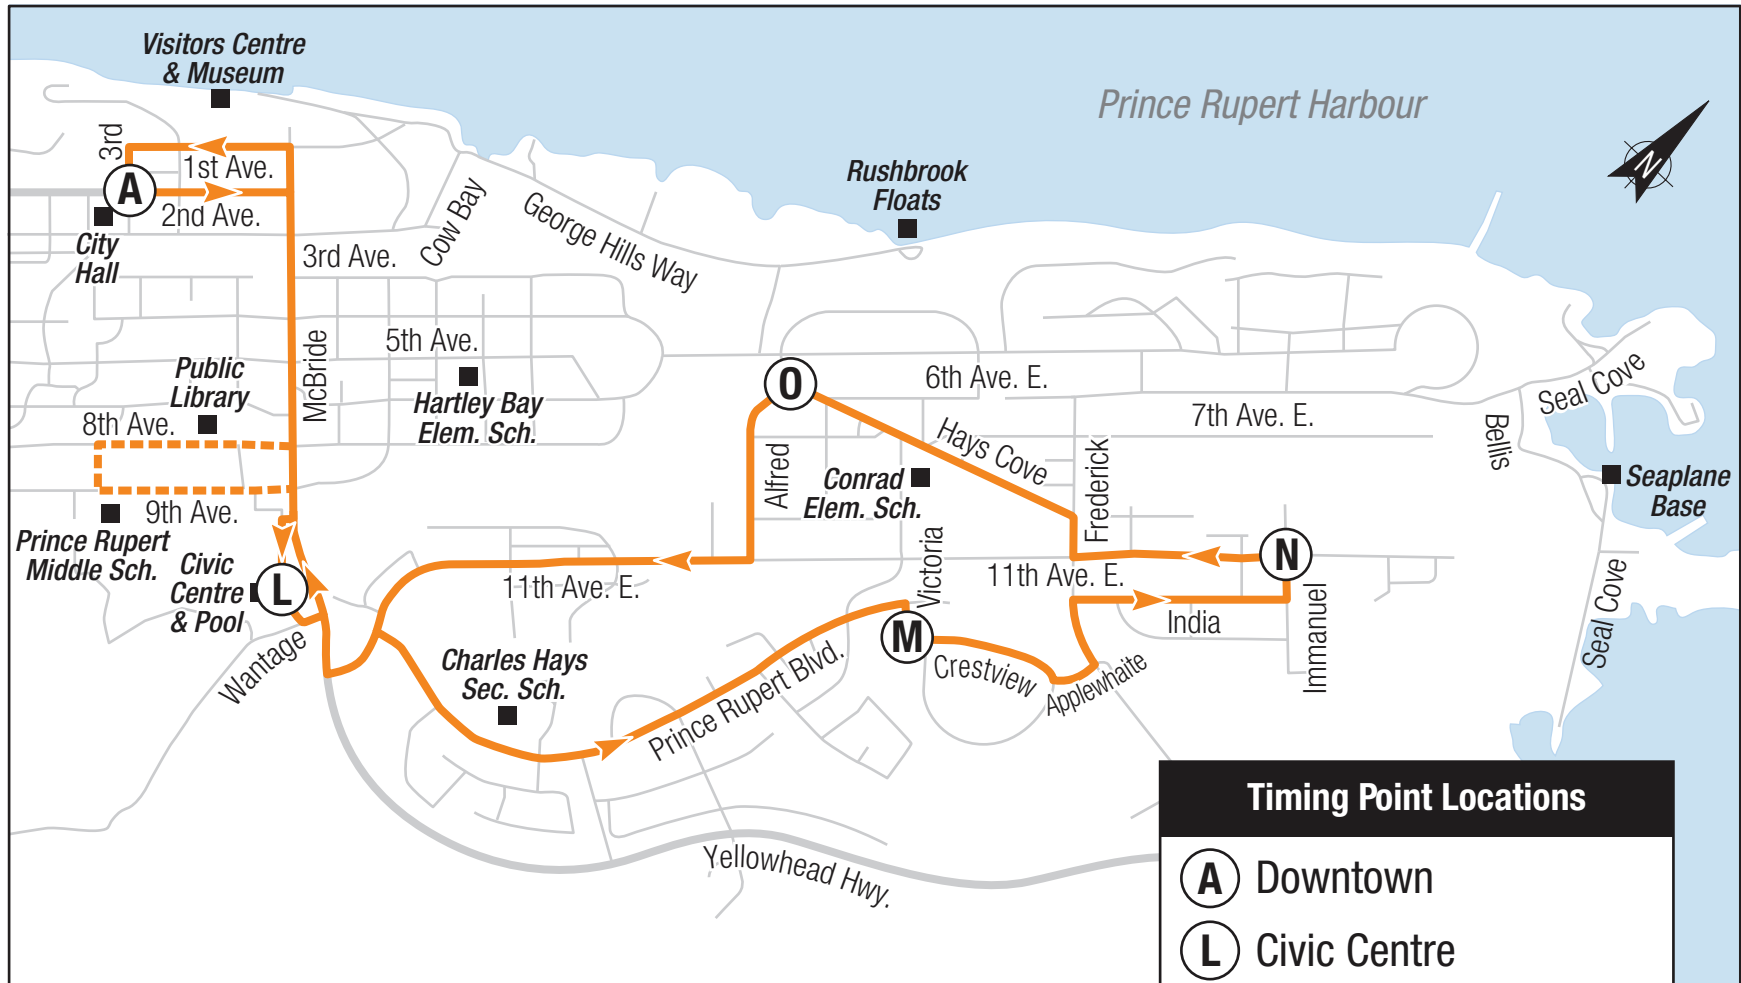 Visitors Centre
& Museum
Prince Rupert Harbour
N
3rd
1st Ave.
A
2nd Ave.
City
Hall
3rd Ave.
Cow Bay
George Hills Way
Rushbrook
Floats
McBride
5th Ave.
Hartley Bay
Elem. Sch.
Public
Library
8th Ave.
9th Ave.
Prince Rupert
Middle Sch.
Civic
Centre
& Pool
L
Wantage
O
6th Ave. E.
7th Ave. E.
Hays Cove
Alfred
Conrad
Elem. Sch.
Frederick
Bellis
Seal Cove
Seaplane
Base
Seal Cove
Victoria
11th Ave. E.
11th Ave. E.
N
India
Immanuel
M
Crestview
Applewhaite
Charles Hays
Sec. Sch.
Prince Rupert Blvd.
Yellowhead Hwy.
Timing Point Locations
A Downtown
L Civic Centre